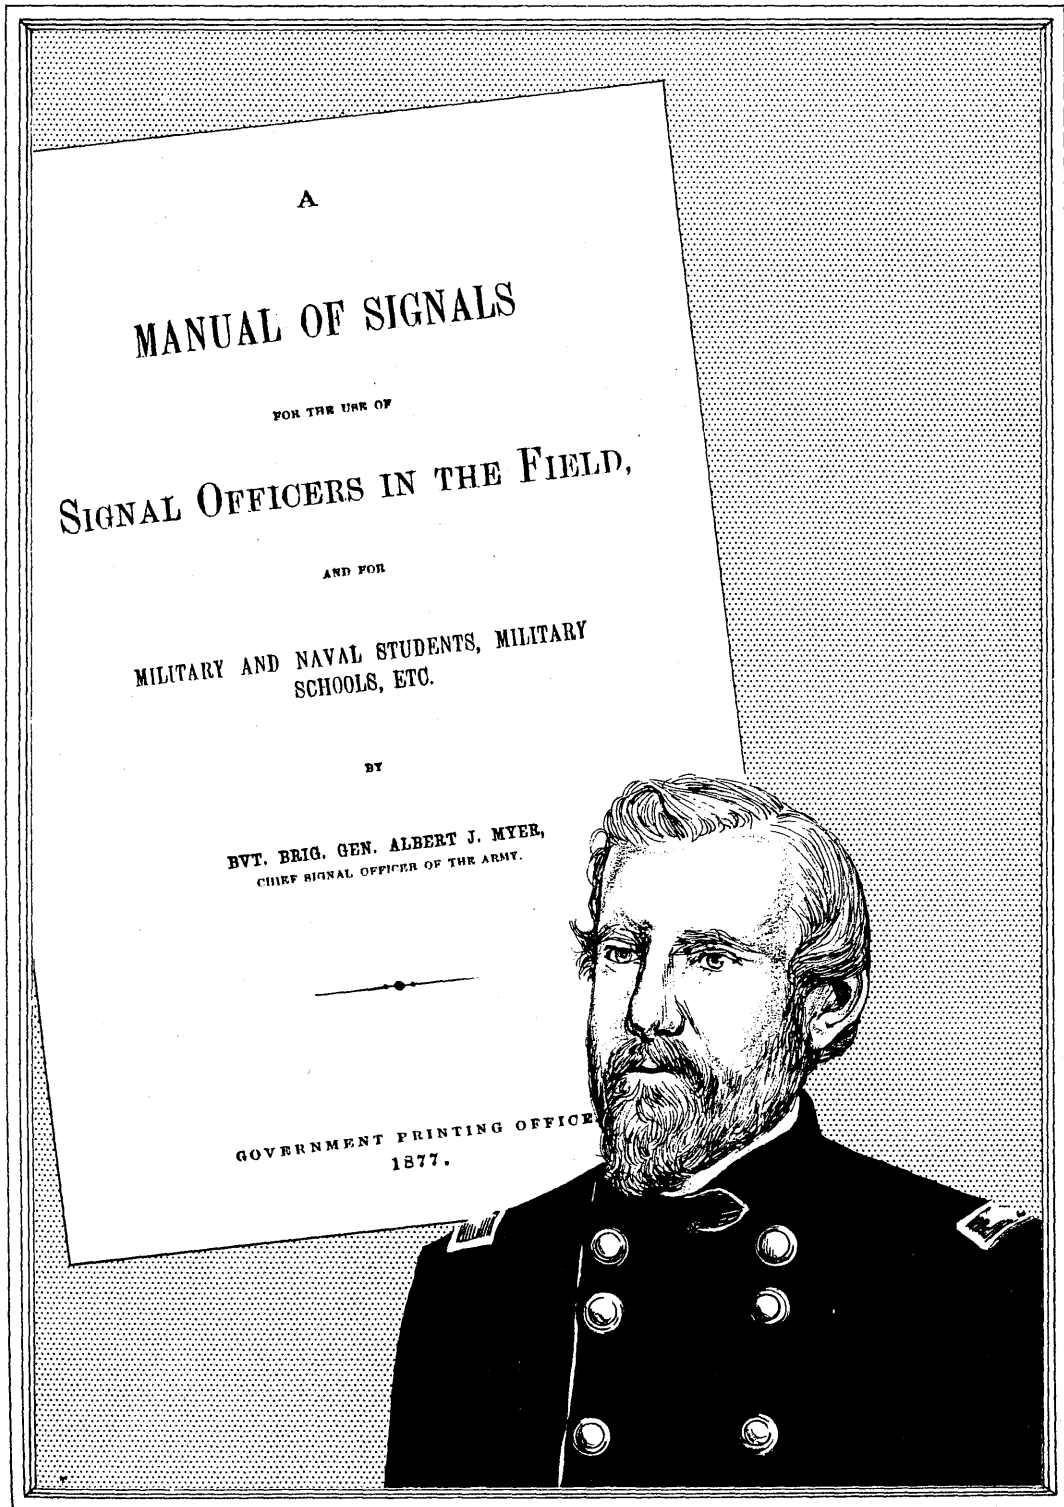 A
MANUAL OF SIGNALS
FOR THE USE OF
SIGNAL OFFICERS IN THE FIELD,
AND FOR
MILITARY AND NAVAL STUDENTS, MILITARY
SCHOOLS, ETC.
BY
BVT. BRIG. GEN. ALBERT J. MYER,
CHIEF SIGNAL OFFICER OF THE ARMY.
GOVERNMENT PRINTING OFFICE
1877.